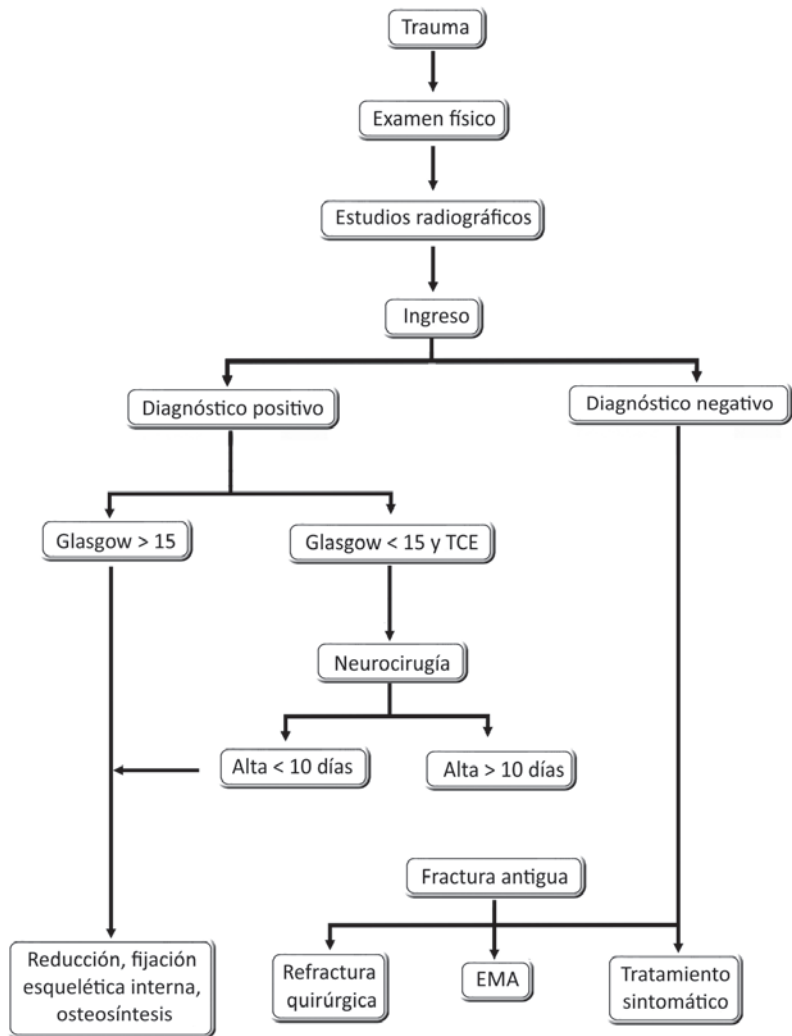 Trauma
Examen físico
Estudios radiográficos
Ingreso
Diagnóstico positivo
Diagnóstico negativo
Glasgow > 15
Glasgow < 15 y TCE
Neurocirugía
Alta < 10 días
Alta > 10 días
Fractura antigua
Reducción, fijación
esquelética interna,
osteosíntesis
Refractura
quirúrgica
EMA
Tratamiento
sintomático